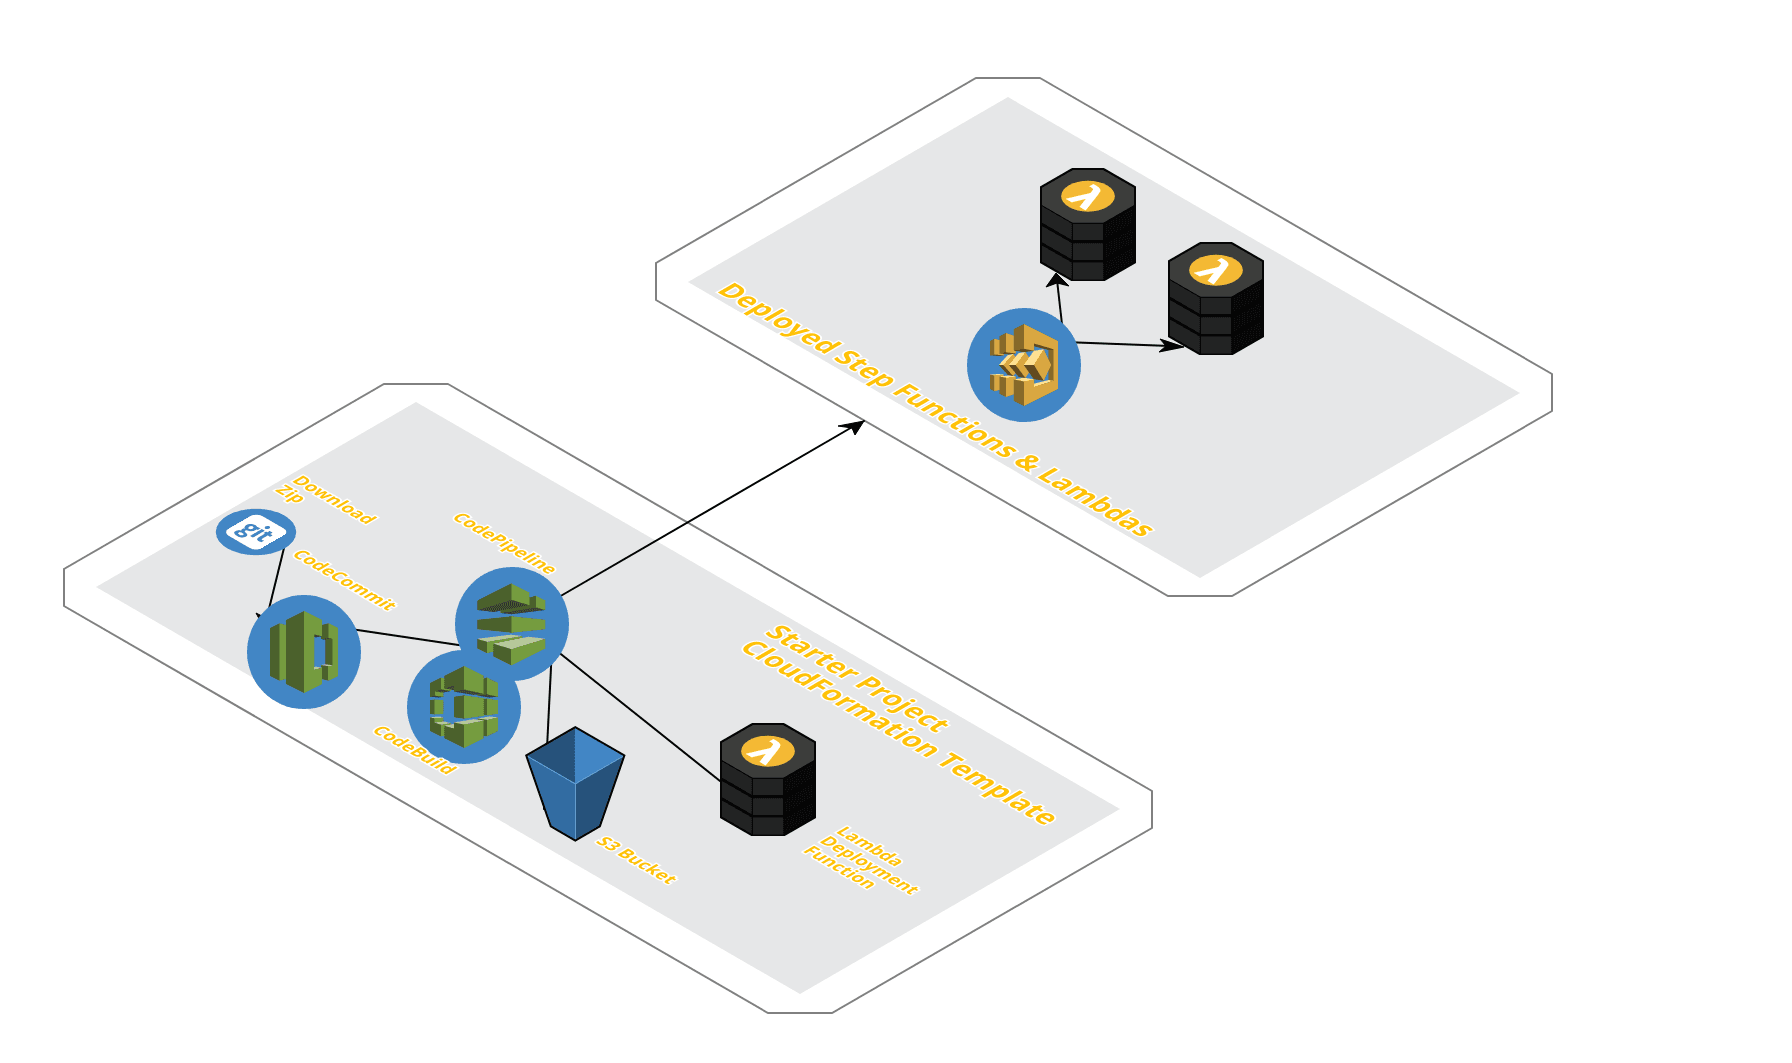 Deployed Step Functions & Lambdas
Download
Zip
git
CodeCommit
CodePipeline
CodeBuild
S3 Bucket
Starter Project
CloudFormation Template
Lambda
Deployment
Function
λ
λ
λ